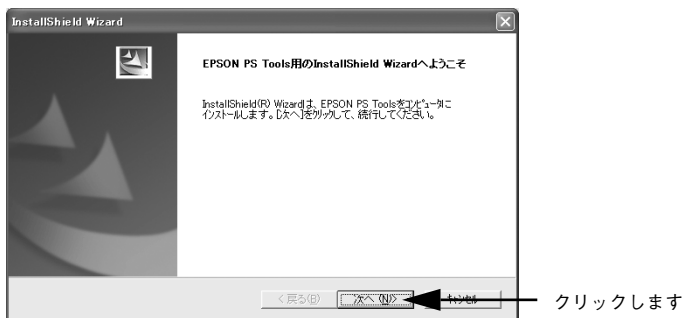 InstallShield Wizard
EPSON PS Tools用のInstallShield Wizardへようこそ
InstallShield(R) Wizardは、EPSON PS Toolsをコンピュータに
インストールします。[次へ]をクリックして、続行してください。
< 戻る(B)
次へ (N)>
キャンセル
クリックします